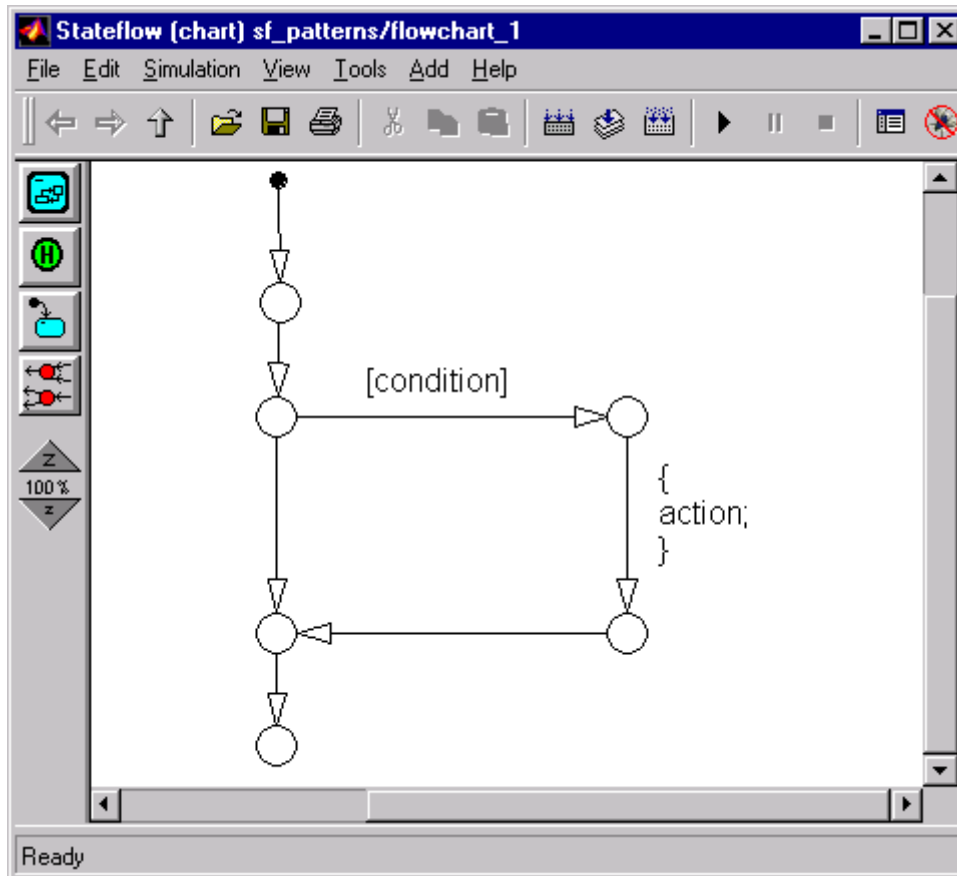 Stateflow (chart) sf_patterns/flowchart_1
File Edit Simulation View Tools Add Help
H
Z
100%
z
[condition]
{
action;
}
Ready